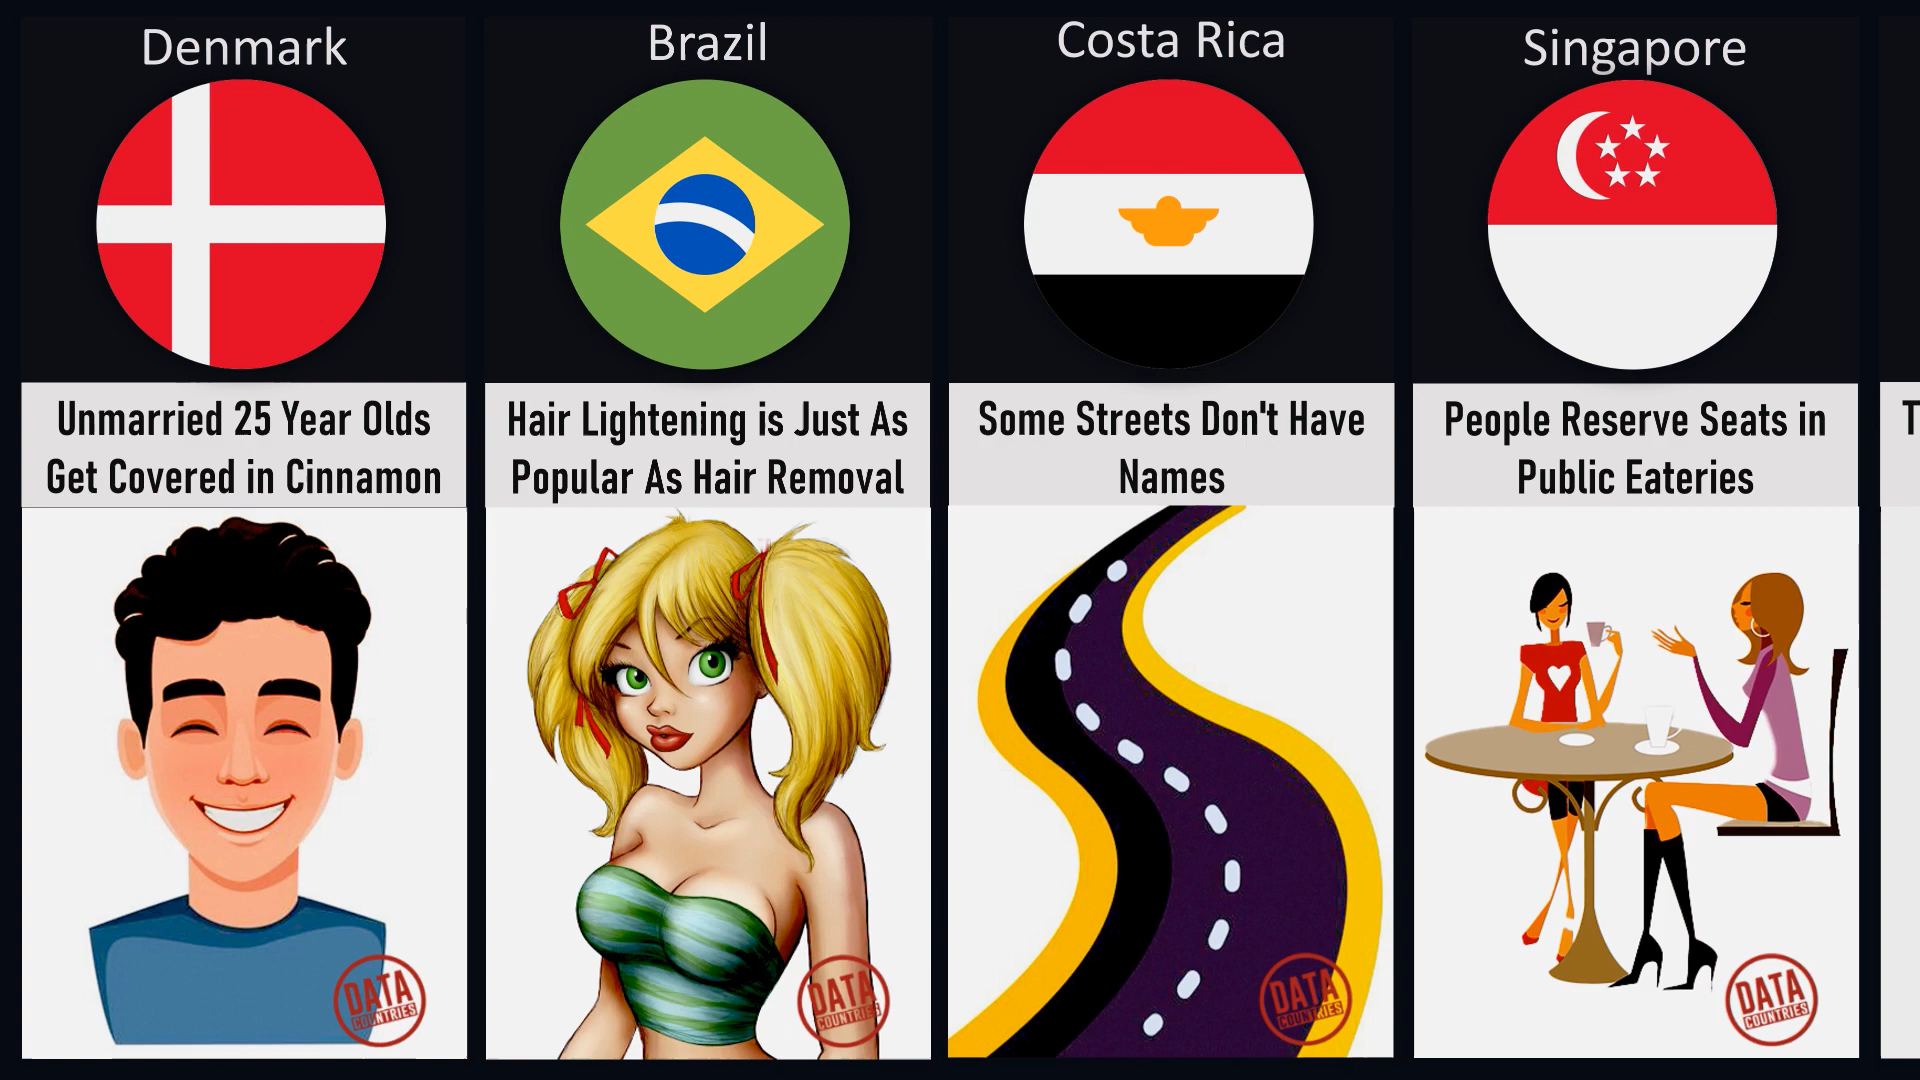 Denmark
Unmarried 25 Year Olds
Get Covered in Cinnamon
DATA
COUNTRIES
Brazil
Hair Lightening is Just As
Popular As Hair Removal
DATA
COUNTRIES
Costa Rica
Some Streets Don't Have
Names
DATA
COUNTRIES
Singapore
People Reserve Seats in
Public Eateries
DATA
COUNTRIES
T